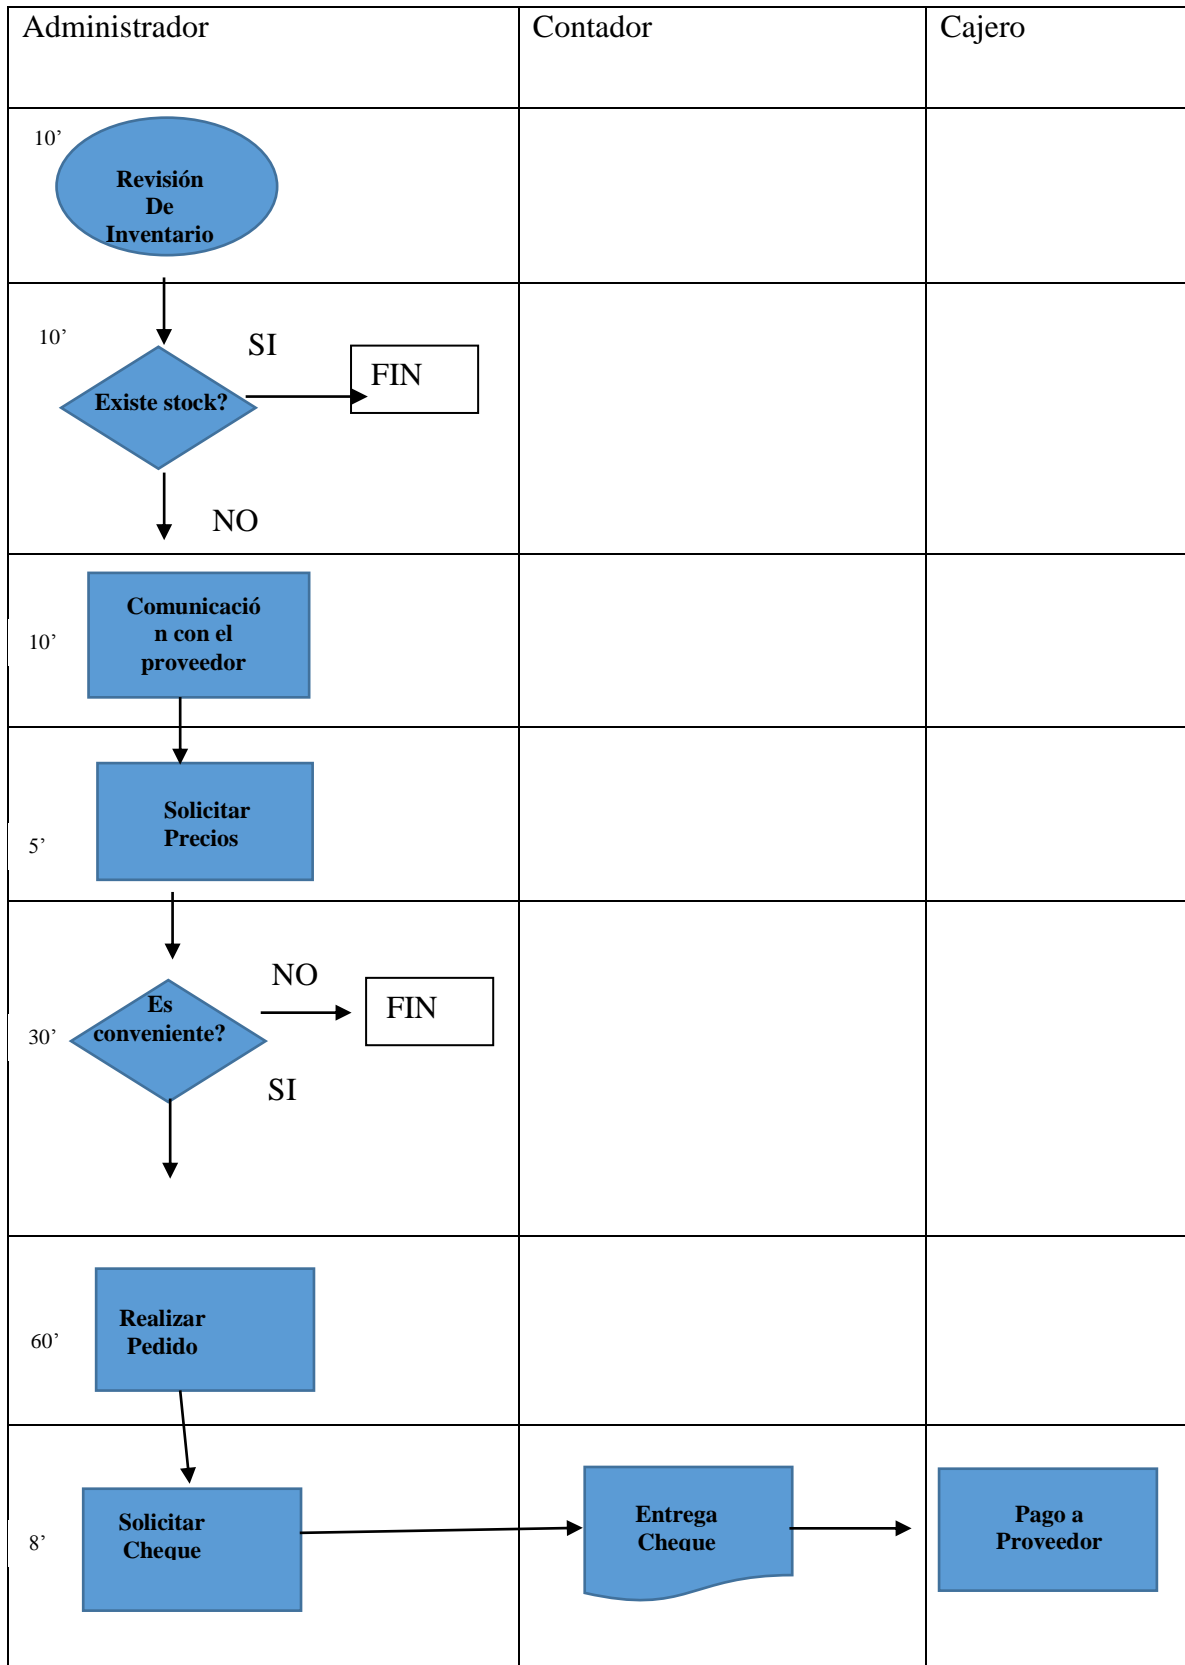 Administrador
Contador
Cajero
10’
Revisión
De
Inventario
10’
SI
FIN
Existe stock?
NO
Comunicació
n con el
proveedor
10’
Solicitar
Precios
5’
NO
FIN
Es
conveniente?
30’
SI
Realizar
Pedido
60’
Solicitar
Cheque
8’
Entrega
Cheque
Pago a
Proveedor